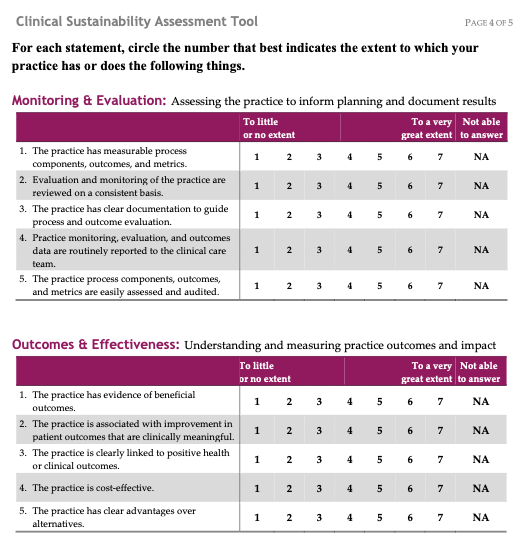 Clinical Sustainability Assessment Tool PAGE 4 OF 5
For each statement, circle the number that best indicates the extent to which your
practice has or does the following things.
Monitoring & Evaluation: Assessing the practice to inform planning and document results
To little To a very Not able
or no extent great extent to answer
1. The practice has measurable process
components, outcomes, and metrics. 1 2 3 4 5 6 7 NA
2. Evaluation and monitoring of the practice are
reviewed on a consistent basis. 1 2 3 4 5 6 7 NA
3. The practice has clear documentation to guide
process and outcome evaluation. 1 2 3 4 5 6 7 NA
4. Practice monitoring, evaluation, and outcomes
data are routinely reported to the clinical care 1 2 3 4 5 6 7 NA
team.
5. The practice process components, outcomes,
and metrics are easily assessed and audited. 1 2 3 4 5 6 7 NA
Outcomes & Effectiveness: Understanding and measuring practice outcomes and impact
To little To a very Not able
or no extent great extent to answer
1. The practice has evidence of beneficial
outcomes. 1 2 3 4 5 6 7 NA
2. The practice is associated with improvement in
patient outcomes that are clinically meaningful. 1 2 3 4 5 6 7 NA
3. The practice is clearly linked to positive health
or clinical outcomes. 1 2 3 4 5 6 7 NA
4. The practice is cost-effective. 1 2 3 4 5 6 7 NA
5. The practice has clear advantages over
alternatives. 1 2 3 4 5 6 7 NA